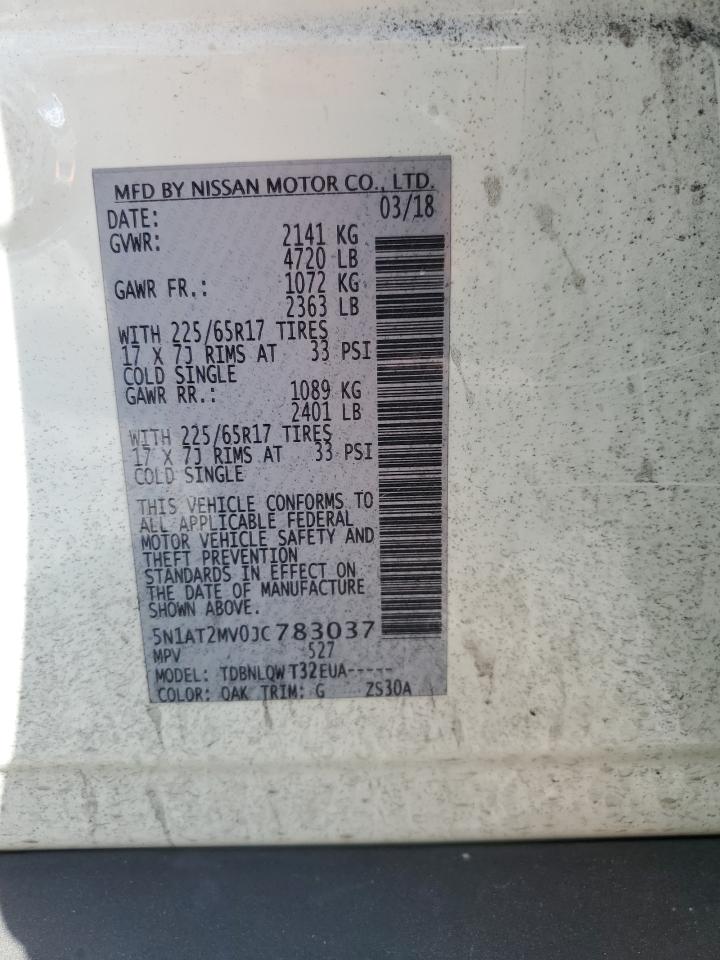 MFD BY NISSAN MOTOR CO., LTD.
DATE: 03/18
GVWR: 2141 KG
4720 LB
GAWR FR.: 1072 KG
2363 LB
WITH 225/65R17 TIRES
17 X 7J RIMS AT 33 PSI
COLD SINGLE
GAWR RR.: 1089 KG
2401 LB
WITH 225/65R17 TIRES
17 X 7J RIMS AT 33 PSI
COLD SINGLE
THIS VEHICLE CONFORMS TO
ALL APPLICABLE FEDERAL
MOTOR VEHICLE SAFETY AND
THEFT PREVENTION
STANDARDS IN EFFECT ON
THE DATE OF MANUFACTURE
SHOWN ABOVE.
5N1AT2MV0JC783037
MPV 527
MODEL: TDBNLQWT32EUA-----
COLOR: QAK TRIM: G ZS30A